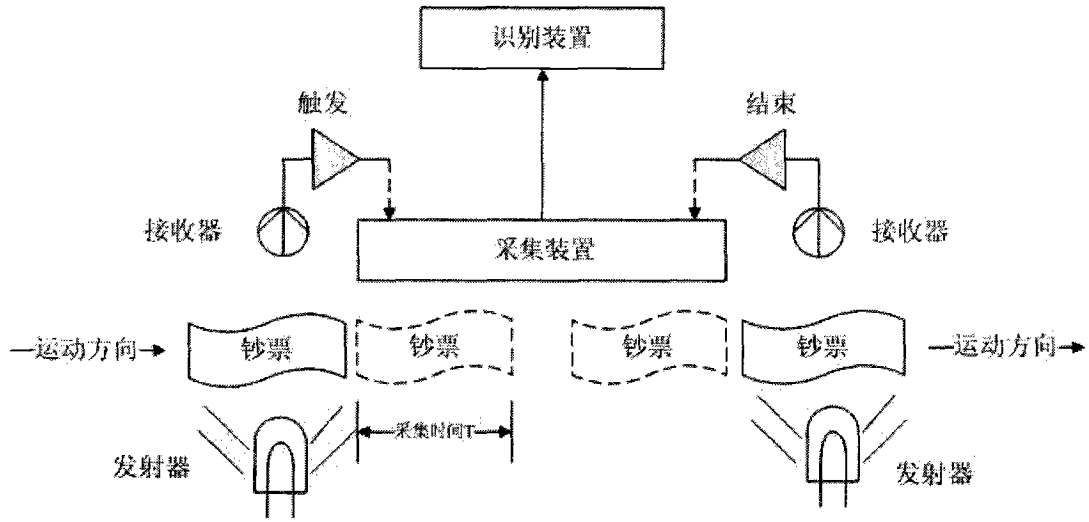 识别装置
触发
结束
接收器
采集装置
接收器
运动方向
钞票
钞票
钞票
钞票
运动方向
采集时间T
发射器
发射器